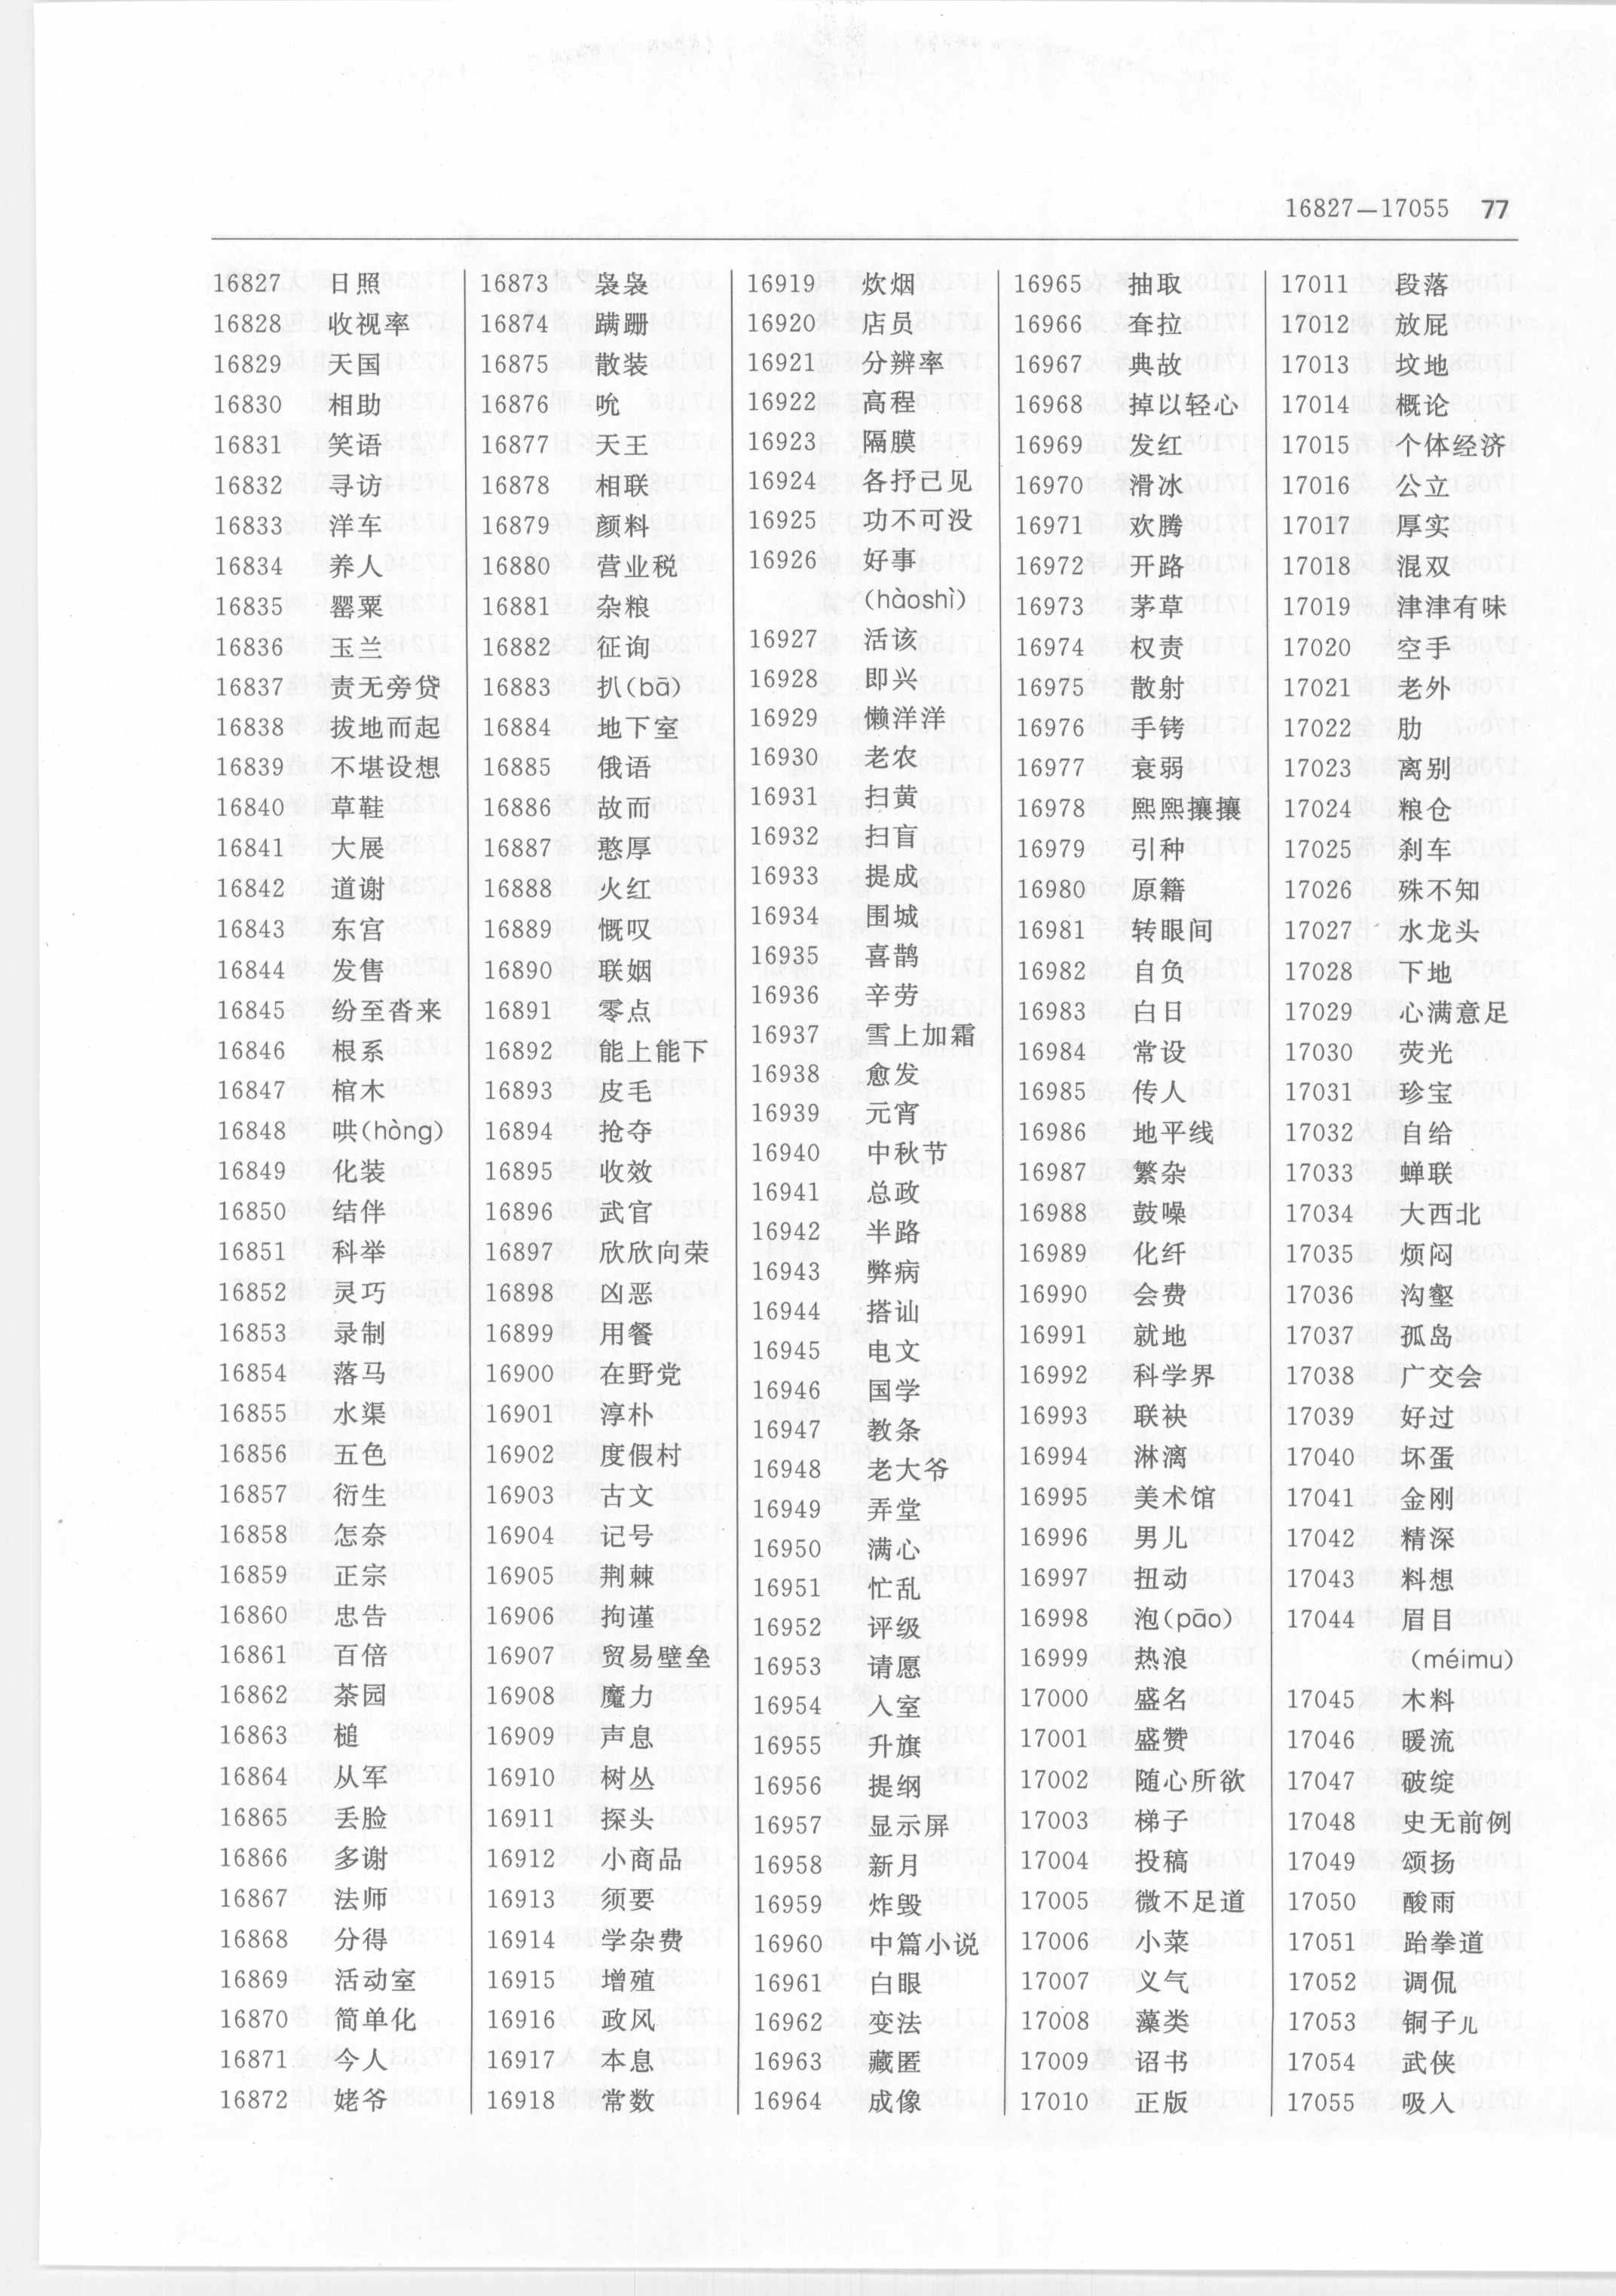 16827—17055 77
16827 日照
16828 收视率
16829 天国
16830 相助
16831 笑语
16832 寻访
16833 洋车
16834 养人
16835 罂粟
16836 玉兰
16837 责无旁贷
16838 拔地而起
16839 不堪设想
16840 草鞋
16841 大展
16842 道谢
16843 东宫
16844 发售
16845 纷至沓来
16846 根系
16847 棺木
16848 哄(hòng)
16849 化装
16850 结伴
16851 科举
16852 灵巧
16853 录制
16854 落马
16855 水渠
16856 五色
16857 衍生
16858 怎奈
16859 正宗
16860 忠告
16861 百倍
16862 茶园
16863 槌
16864 从军
16865 丢脸
16866 多谢
16867 法师
16868 分得
16869 活动室
16870 简单化
16871 今人
16872 姥爷
16873 袅袅
16874 蹒跚
16875 散装
16876 吮
16877 天王
16878 相联
16879 颜料
16880 营业税
16881 杂粮
16882 征询
16883 扒(bā)
16884 地下室
16885 俄语
16886 故而
16887 憨厚
16888 火红
16889 慨叹
16890 联姻
16891 零点
16892 能上能下
16893 皮毛
16894 抢夺
16895 收效
16896 武官
16897 欣欣向荣
16898 凶恶
16899 用餐
16900 在野党
16901 淳朴
16902 度假村
16903 古文
16904 记号
16905 荆棘
16906 拘谨
16907 贸易壁垒
16908 魔力
16909 声息
16910 树丛
16911 探头
16912 小商品
16913 须要
16914 学杂费
16915 增殖
16916 政风
16917 本息
16918 常数
16919 炊烟
16920 店员
16921 分辨率
16922 高程
16923 隔膜
16924 各抒己见
16925 功不可没
16926 好事
(hàoshì)
16927 活该
16928 即兴
16929 懒洋洋
16930 老农
16931 扫黄
16932 扫盲
16933 提成
16934 围城
16935 喜鹊
16936 辛劳
16937 雪上加霜
16938 愈发
16939 元宵
16940 中秋节
16941 总政
16942 半路
16943 弊病
16944 搭讪
16945 电文
16946 国学
16947 教条
16948 老大爷
16949 弄堂
16950 满心
16951 忙乱
16952 评级
16953 请愿
16954 人室
16955 升旗
16956 提纲
16957 显示屏
16958 新月
16959 炸毁
16960 中篇小说
16961 白眼
16962 变法
16963 藏匿
16964 成像
16965 抽取
16966 耷拉
16967 典故
16968 掉以轻心
16969 发红
16970 滑冰
16971 欢腾
16972 开路
16973 茅草
16974 权责
16975 散射
16976 手铐
16977 衰弱
16978 熙熙攘攘
16979 引种
16980 原籍
16981 转眼间
16982 自负
16983 白日
16984 常设
16985 传人
16986 地平线
16987 繁杂
16988 鼓噪
16989 化纤
16990 会费
16991 就地
16992 科学界
16993 联袂
16994 淋漓
16995 美术馆
16996 男儿
16997 扭动
16998 泡(pāo)
16999 热浪
17000 盛名
17001 盛赞
17002 随心所欲
17003 梯子
17004 投稿
17005 微不足道
17006 小菜
17007 义气
17008 藻类
17009 诏书
17010 正版
17011 段落
17012 放屁
17013 坟地
17014 概论
17015 个体经济
17016 公立
17017 厚实
17018 混双
17019 津津有味
17020 空手
17021 老外
17022 肋
17023 离别
17024 粮仓
17025 刹车
17026 殊不知
17027 水龙头
17028 下地
17029 心满意足
17030 荧光
17031 珍宝
17032 自给
17033 蝉联
17034 大西北
17035 烦闷
17036 沟壑
17037 孤岛
17038 广交会
17039 好过
17040 坏蛋
17041 金刚
17042 精深
17043 料想
17044 眉目
(méimu)
17045 木料
17046 暖流
17047 破绽
17048 史无前例
17049 颂扬
17050 酸雨
17051 跆拳道
17052 调侃
17053 铜子儿
17054 武侠
17055 吸人